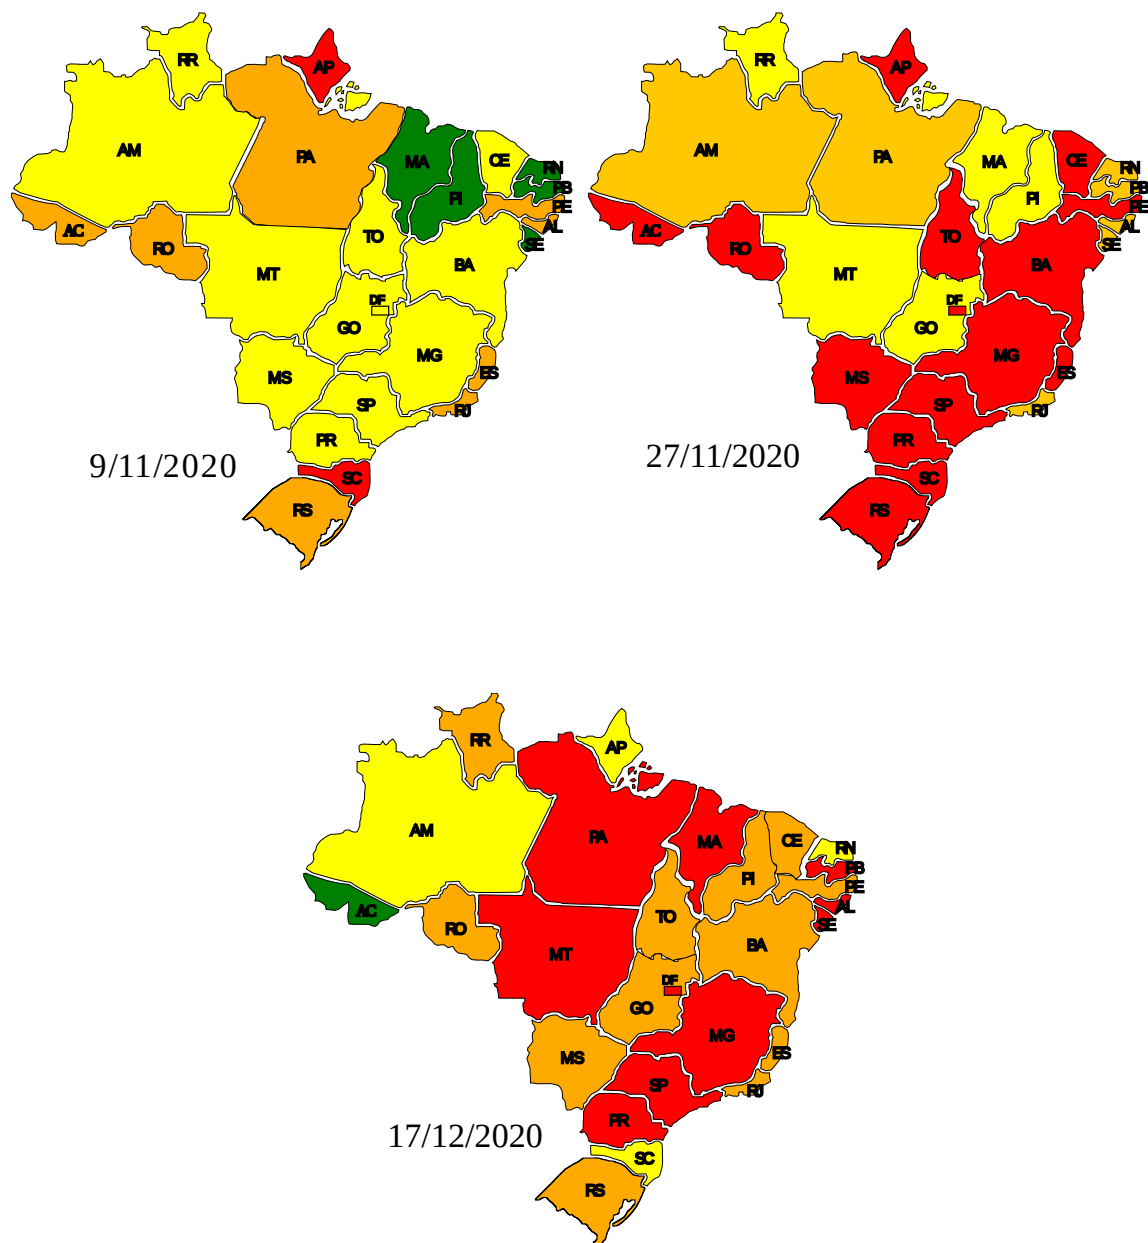 RR
AP
AM
PA
MA
CE
RN
PI
PB
PE
AL
SE
AC
RO
TO
BA
MT
DF
GO
MG
MS
ES
SP
RJ
PR
SC
RS
9/11/2020
RR
AP
AM
PA
MA
CE
RN
PI
PB
PE
AL
SE
AC
RO
TO
BA
MT
DF
GO
MG
MS
ES
SP
RJ
PR
SC
RS
27/11/2020
RR
AP
AM
PA
MA
CE
RN
PI
PB
PE
AL
SE
AC
RO
TO
BA
MT
DF
GO
MG
MS
ES
SP
RJ
PR
SC
RS
17/12/2020